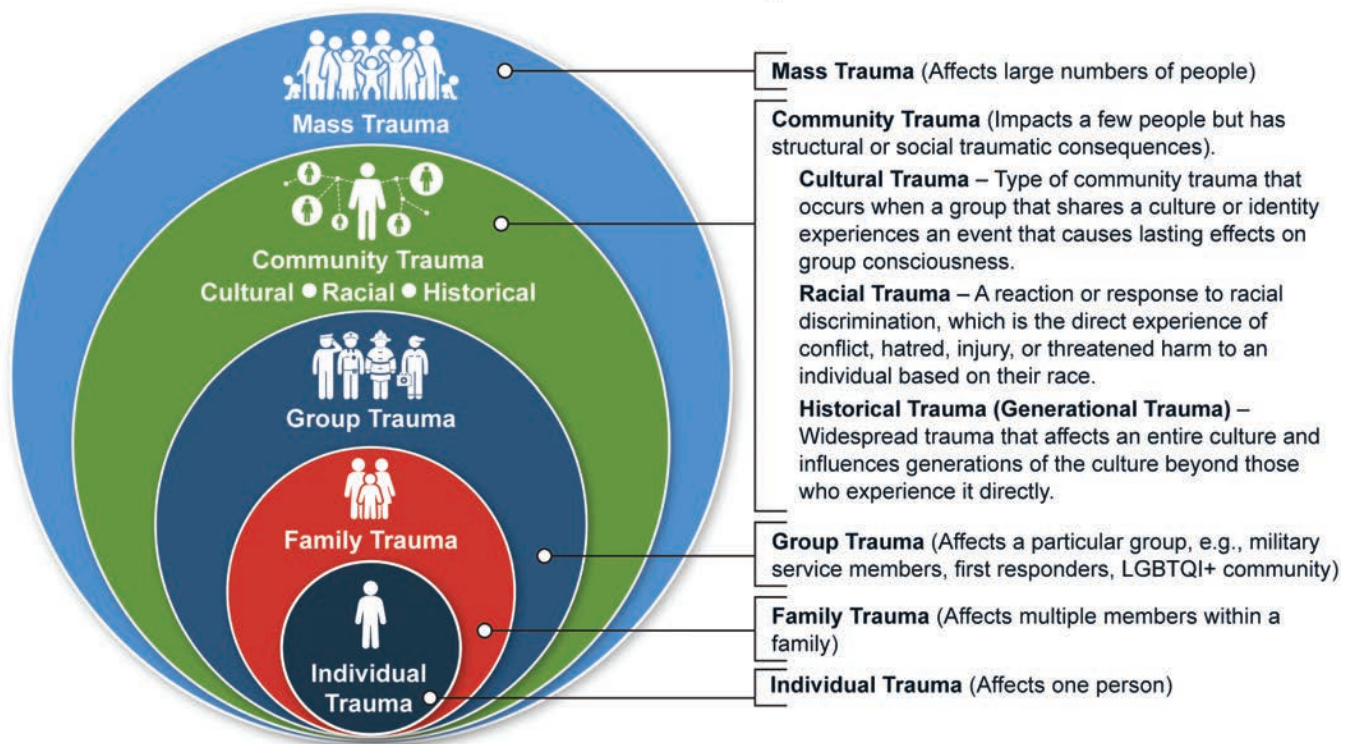 Mass Trauma
Community Trauma
Cultural ● Racial ● Historical
Group Trauma
Family Trauma
Individual
Trauma
Mass Trauma (Affects large numbers of people)
Community Trauma (Impacts a few people but has
structural or social traumatic consequences).
Cultural Trauma – Type of community trauma that
occurs when a group that shares a culture or identity
experiences an event that causes lasting effects on
group consciousness.
Racial Trauma – A reaction or response to racial
discrimination, which is the direct experience of
conflict, hatred, injury, or threatened harm to an
individual based on their race.
Historical Trauma (Generational Trauma) –
Widespread trauma that affects an entire culture and
influences generations of the culture beyond those
who experience it directly.
Group Trauma (Affects a particular group, e.g., military
service members, first responders, LGBTQI+ community)
Family Trauma (Affects multiple members within a
family)
Individual Trauma (Affects one person)